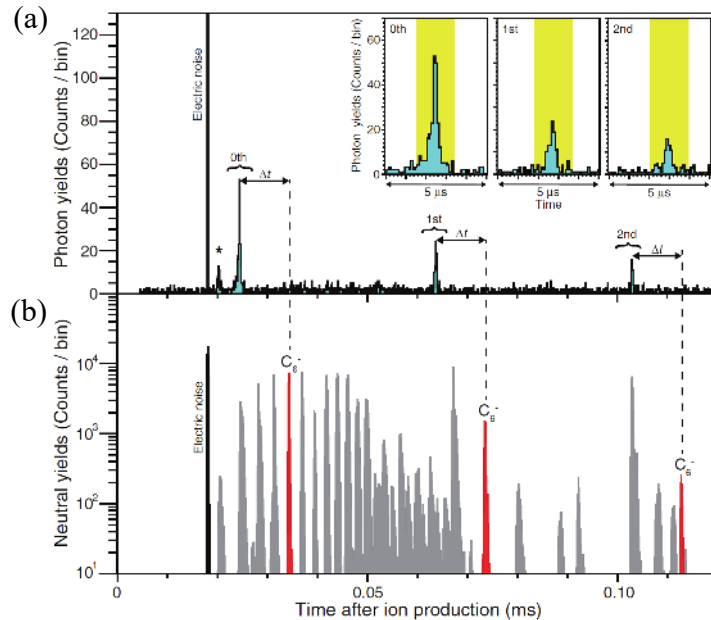 (a)
Photon yields (Counts / bin)
120
100
80
60
40
20
0
Electric noise
0th
Δt
*
1st
Δt
2nd
Δt
Photon yields (Counts / bin)
60
40
20
0
0th
1st
2nd
5 μs
5 μs
5 μs
Time
(b)
Neutral yields (Counts / bin)
10⁴
10³
10²
10¹
Electric noise
C₆⁻
C₆⁻
C₆⁻
0
0.05
0.10
Time after ion production (ms)